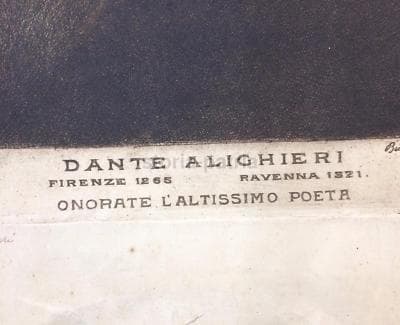 DANTE ALIGHIERI
FIRENZE 1265 RAVENNA 1321.
ONORATE L'ALTISSIMO POETA